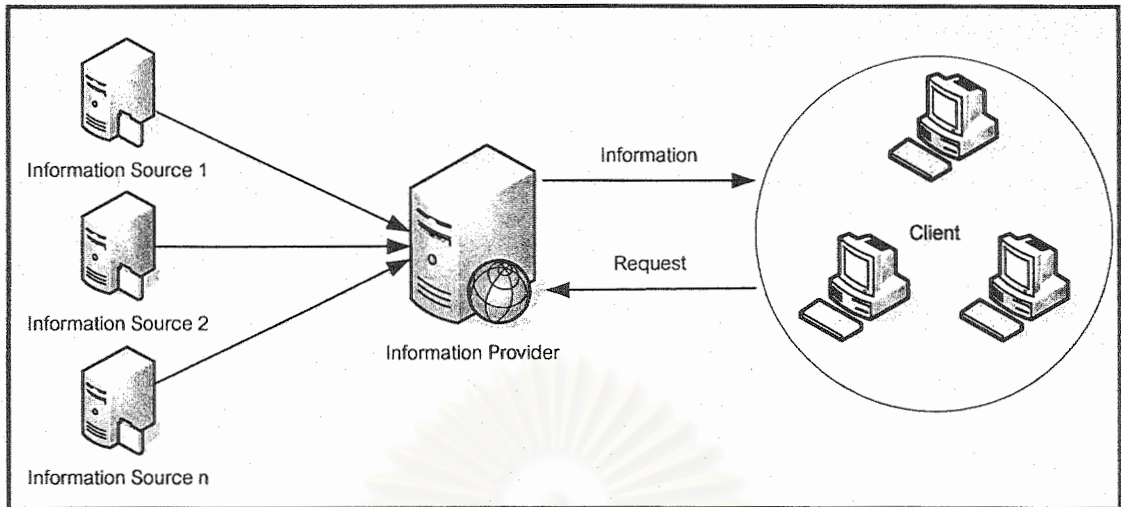 Information Source 1
Information Source 2
Information Source n
Information Provider
Information
Request
Client